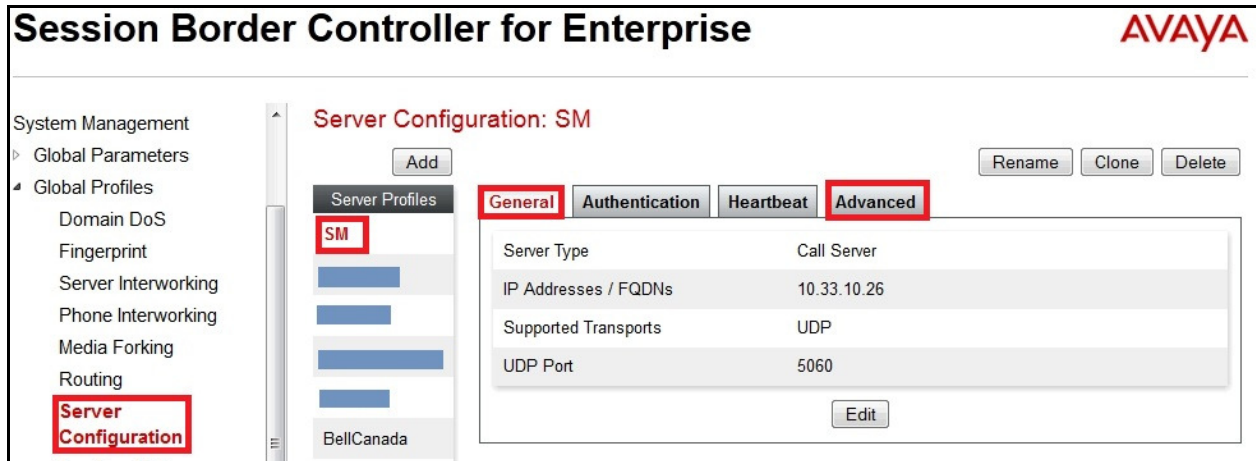 Session Border Controller for Enterprise
AVAYA
System Management
Global Parameters
Global Profiles
Domain DoS
Fingerprint
Server Interworking
Phone Interworking
Media Forking
Routing
Server
Configuration
Server Configuration: SM
Add
Rename Clone Delete
Server Profiles
SM
BellCanada
General Authentication Heartbeat Advanced
Server Type Call Server
IP Addresses / FQDNs 10.33.10.26
Supported Transports UDP
UDP Port 5060
Edit